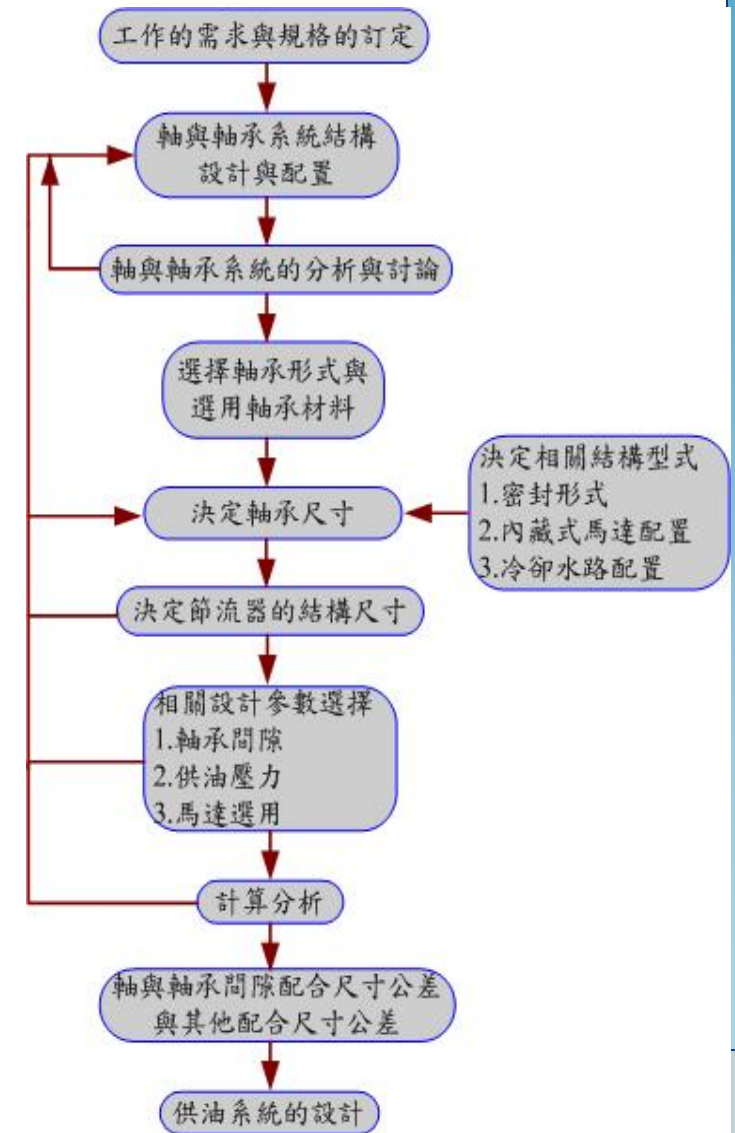 工作的需求與規格的訂定
軸與軸承系統結構
設計與配置
軸與軸承系統的分析與討論
選擇軸承形式與
選用軸承材料
決定相關結構型式
1.密封形式
2.內藏式馬達配置
3.冷卻水路配置
決定軸承尺寸
決定節流器的結構尺寸
相關設計參數選擇
1.軸承間隙
2.供油壓力
3.馬達選用
計算分析
軸與軸承間隙配合尺寸公差
與其他配合尺寸公差
供油系統的設計